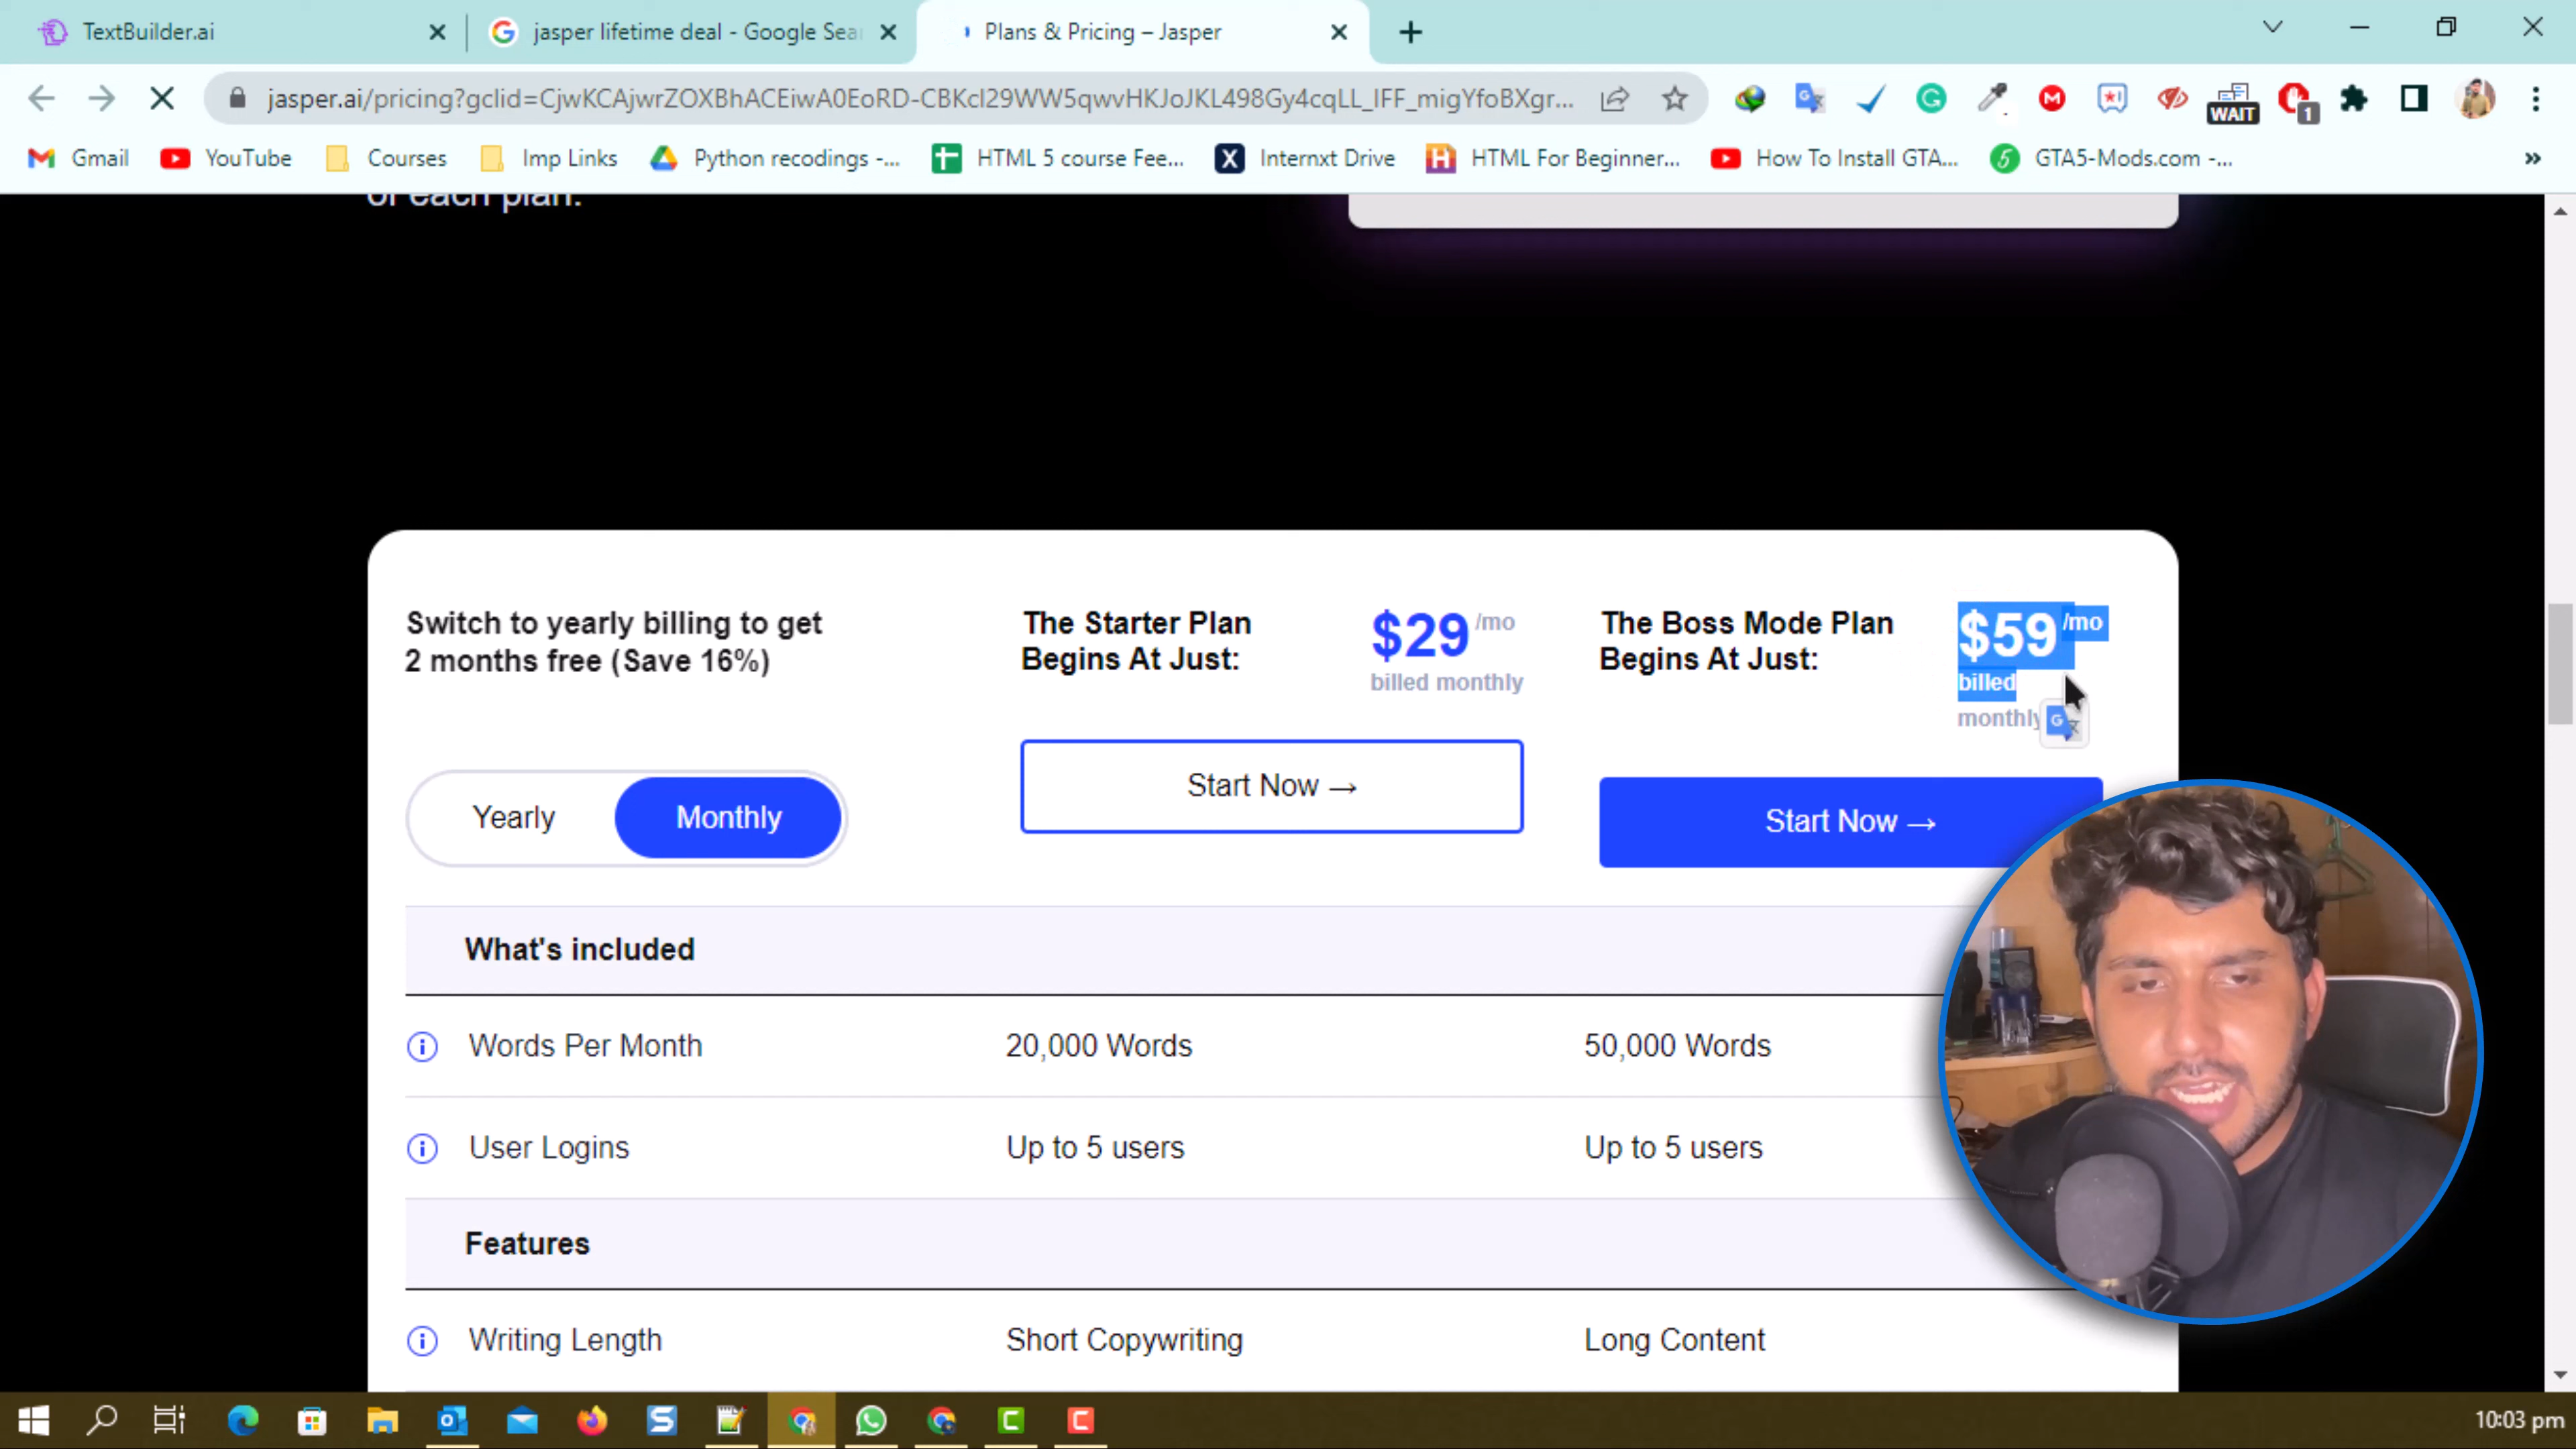 TextBuilder.ai
jasper lifetime deal - Google Sea
Plans & Pricing – Jasper
jasper.ai/pricing?gclid=CjwKCAjwrZOXBhACEiwA0EoRD-CBKcl29WW5qwvHKJoJKL498Gy4cqLL_IFF_migYfoBXgr...
WAIT
1
Gmail
YouTube
Courses
Imp Links
Python recodings -...
HTML 5 course Fee...
Internxt Drive
HTML For Beginner...
How To Install GTA...
GTA5-Mods.com -...
of each plan.
Switch to yearly billing to get
2 months free (Save 16%)
Yearly
Monthly
The Starter Plan
Begins At Just:
$29 /mo
billed monthly
Start Now →
The Boss Mode Plan
Begins At Just:
$59 /mo
billed
monthly
Start Now →
What's included
Words Per Month
20,000 Words
50,000 Words
User Logins
Up to 5 users
Up to 5 users
Features
Writing Length
Short Copywriting
Long Content
10:03 pm